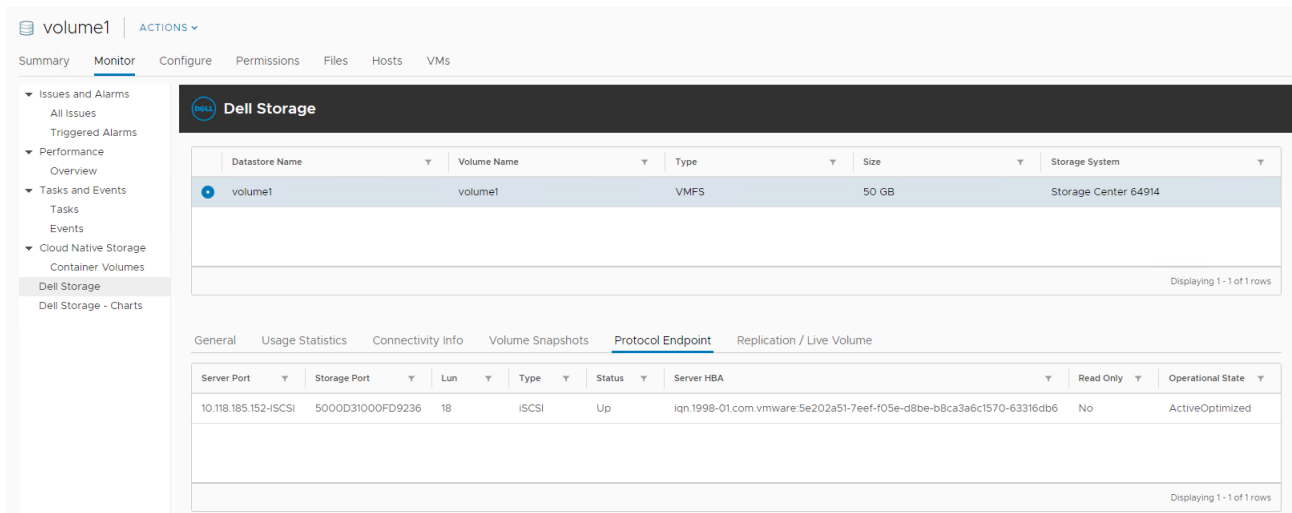 volume1 ACTIONS
Summary Monitor Configure Permissions Files Hosts VMs
Issues and Alarms
All Issues
Triggered Alarms
Performance
Overview
Tasks and Events
Tasks
Events
Cloud Native Storage
Container Volumes
Dell Storage
Dell Storage - Charts
DELL Dell Storage
Datastore Name Volume Name Type Size Storage System
volume1 volume1 VMFS 50 GB Storage Center 64914
Displaying 1 - 1 of 1 rows
General Usage Statistics Connectivity Info Volume Snapshots Protocol Endpoint Replication / Live Volume
Server Port Storage Port Lun Type Status Server HBA Read Only Operational State
10.118.185.152-ISCSI 5000D31000FD9236 18 iSCSI Up iqn.1998-01.com.vmware:5e202a51-7eef-f05e-d8be-b8ca3a6c1570-63316db6 No ActiveOptimized
Displaying 1 - 1 of 1 rows